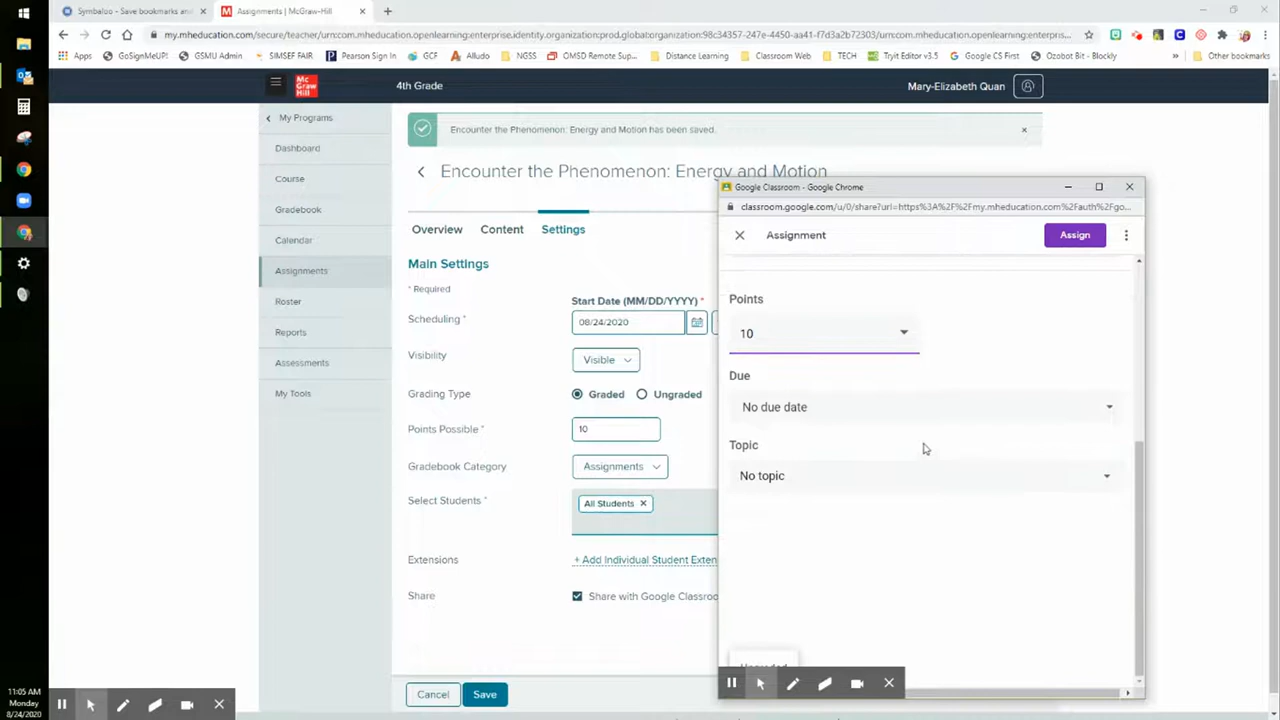 Symbaloo - Save bookmarks and
Assignments | McGraw-Hill
my.mheducation.com/secure/teacher/urn:com.mheducation.openlearning:enterprise.identity.organization:prod.global:organization:98c34357-247e-4450-aa41-f7d3a2b72303/urn:com.mheducation.openlearning:enterpris...
Apps
GoSignMeUP!
GSMU Admin
SIMSEF FAIR
Pearson Sign In
GCF
Alludo
NGSS
OMSD Remote Sup...
Distance Learning
Classroom Web
TECH
Tryit Editor v3.5
Google CS First
Ozobot Bit - Blockly
»
Other bookmarks
Mc
Graw
Hill
4th Grade
Mary-Elizabeth Quan
My Programs
Dashboard
Course
Gradebook
Calendar
Assignments
Roster
Reports
Assessments
My Tools
Encounter the Phenomenon: Energy and Motion has been saved.
Encounter the Phenomenon: Energy and Motion
Overview
Content
Settings
Main Settings
* Required
Start Date (MM/DD/YYYY) *
Scheduling *
08/24/2020
Visibility
Visible
Grading Type
Graded
Ungraded
Points Possible *
10
Gradebook Category
Assignments
Select Students *
All Students
Extensions
+ Add Individual Student Exten
Share
Share with Google Classroo
Cancel
Save
Google Classroom - Google Chrome
classroom.google.com/u/0/share?url=https%3A%2F%2Fmy.mheducation.com%2Fauth%2Fgo...
Assignment
Assign
Points
10
Due
No due date
Topic
No topic
11:05 AM
Monday
8/24/2020